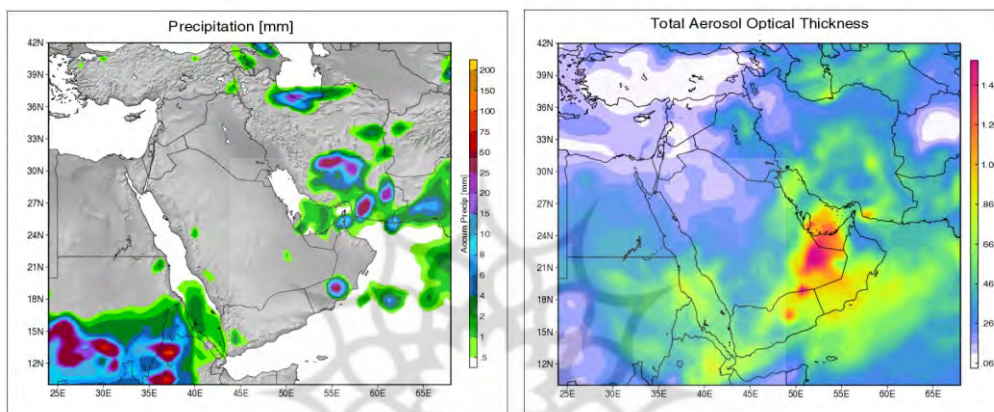 Precipitation [mm]
42N
39N
36N
33N
30N
27N
24N
21N
18N
15N
12N
25E 30E 35E 40E 45E 50E 55E 60E 65E
Accum Precip [mm]
200
150
100
75
50
25
20
15
10
8
6
4
2
1
.5
Total Aerosol Optical Thickness
42N
39N
36N
33N
30N
27N
24N
21N
18N
15N
12N
25E 30E 35E 40E 45E 50E 55E 60E 65E
1.4
1.2
1.0
.86
.66
.46
.26
.06